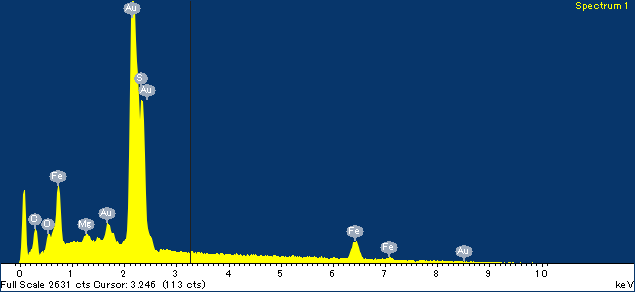 Spectrum 1
Au
S
Au
Fe
C
O
Mg
Au
Fe
Fe
Au
0 1 2 3 4 5 6 7 8 9 10
Full Scale 2631 cts Cursor: 3.246 (113 cts) keV